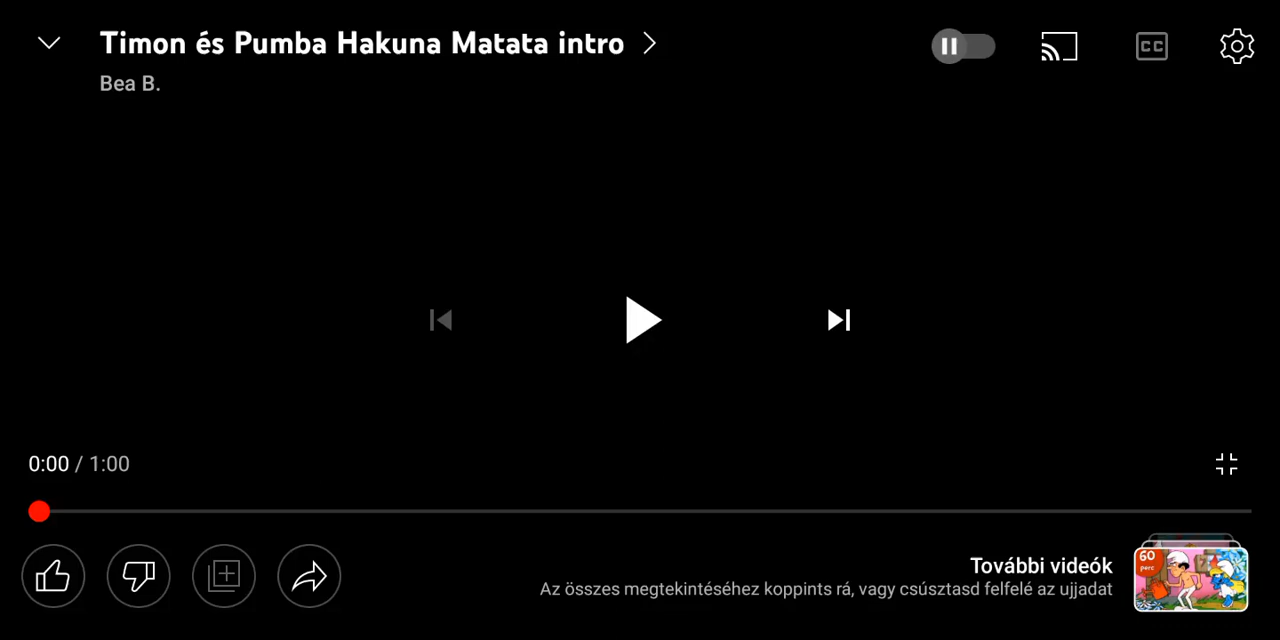 Timon és Pumba Hakuna Matata intro
Bea B.
CC
0:00 / 1:00
További videók
Az összes megtekintéséhez koppints rá, vagy csúsztasd felfelé az ujjadat
60
perc